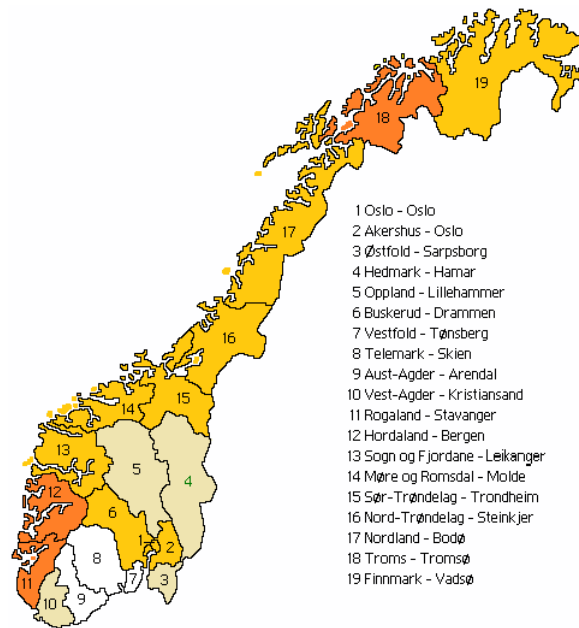 19
18
17
16
15
14
13
12
11
10
9
8
7
6
5
4
3
2
1
1 Oslo - Oslo
2 Akershus - Oslo
3 Østfold - Sarpsborg
4 Hedmark - Hamar
5 Oppland - Lillehammer
6 Buskerud - Drammen
7 Vestfold - Tønsberg
8 Telemark - Skien
9 Aust-Agder - Arendal
10 Vest-Agder - Kristiansand
11 Rogaland - Stavanger
12 Hordaland - Bergen
13 Sogn og Fjordane - Leikanger
14 Møre og Romsdal - Molde
15 Sør-Trøndelag - Trondheim
16 Nord-Trøndelag - Steinkjer
17 Nordland - Bodø
18 Troms - Tromsø
19 Finnmark - Vadsø